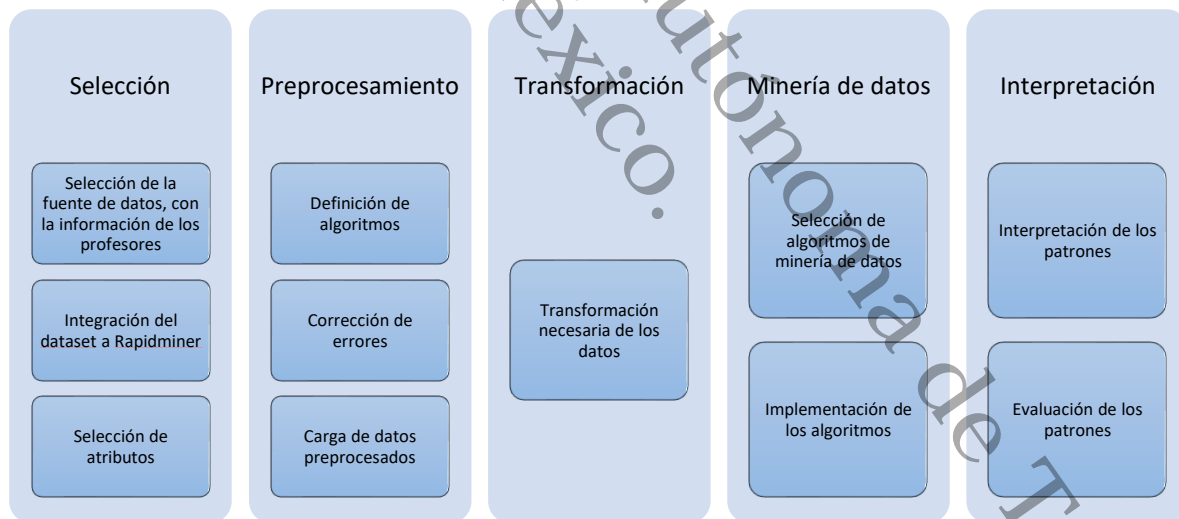 Selección
Selección de la
fuente de datos, con
la información de los
profesores
Integración del
dataset a Rapidminer
Selección de
atributos
Preprocesamiento
Definición de
algoritmos
Corrección de
errores
Carga de datos
preprocesados
Transformación
Transformación
necesaria de los
datos
Minería de datos
Selección de
algoritmos de
minería de datos
Implementación de
los algoritmos
Interpretación
Interpretación de los
patrones
Evaluación de los
patrones
utónoma de T
exico.